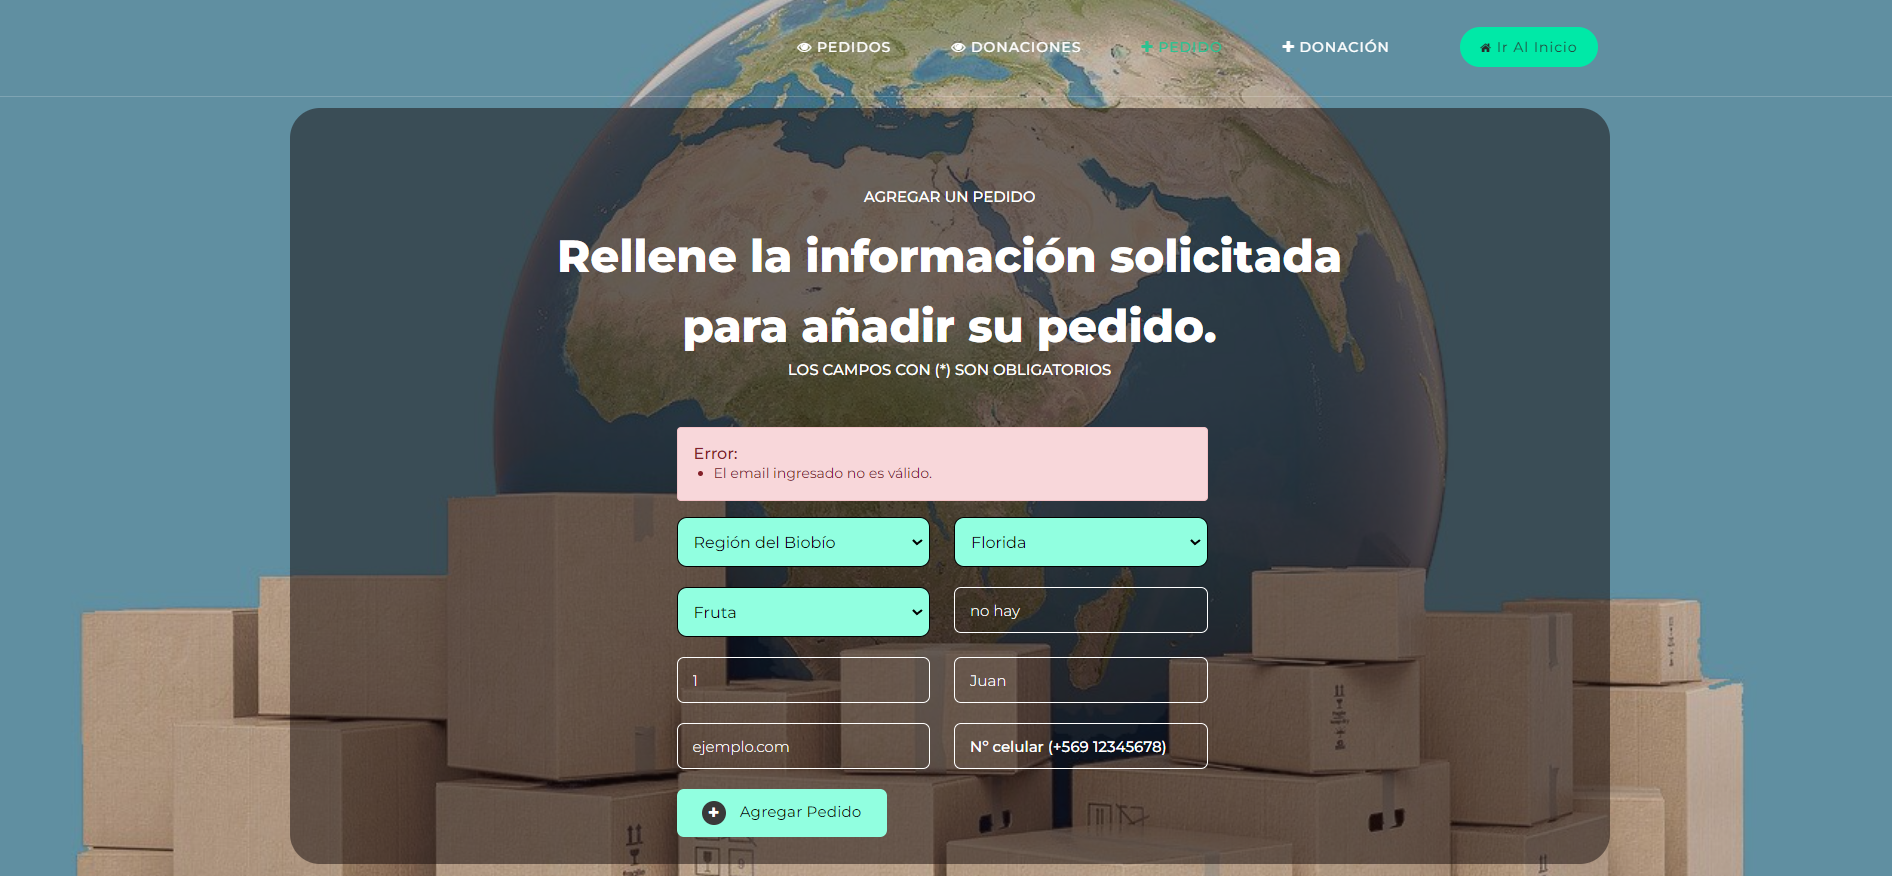 PEDIDOS DONACIONES PEDIDO DONACIÓN Ir Al Inicio
AGREGAR UN PEDIDO
Rellene la información solicitada
para añadir su pedido.
LOS CAMPOS CON (*) SON OBLIGATORIOS
Error:
El email ingresado no es válido.
Región del Biobío Florida
Fruta no hay
1 Juan
ejemplo.com Nº celular (+569 12345678)
Agregar Pedido